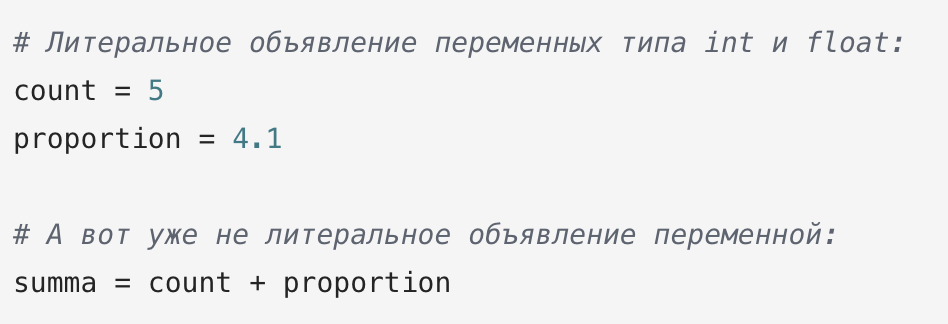 # Литеральное объявление переменных типа int и float:
count = 5
proportion = 4.1
# А вот уже не литеральное объявление переменной:
summa = count + proportion